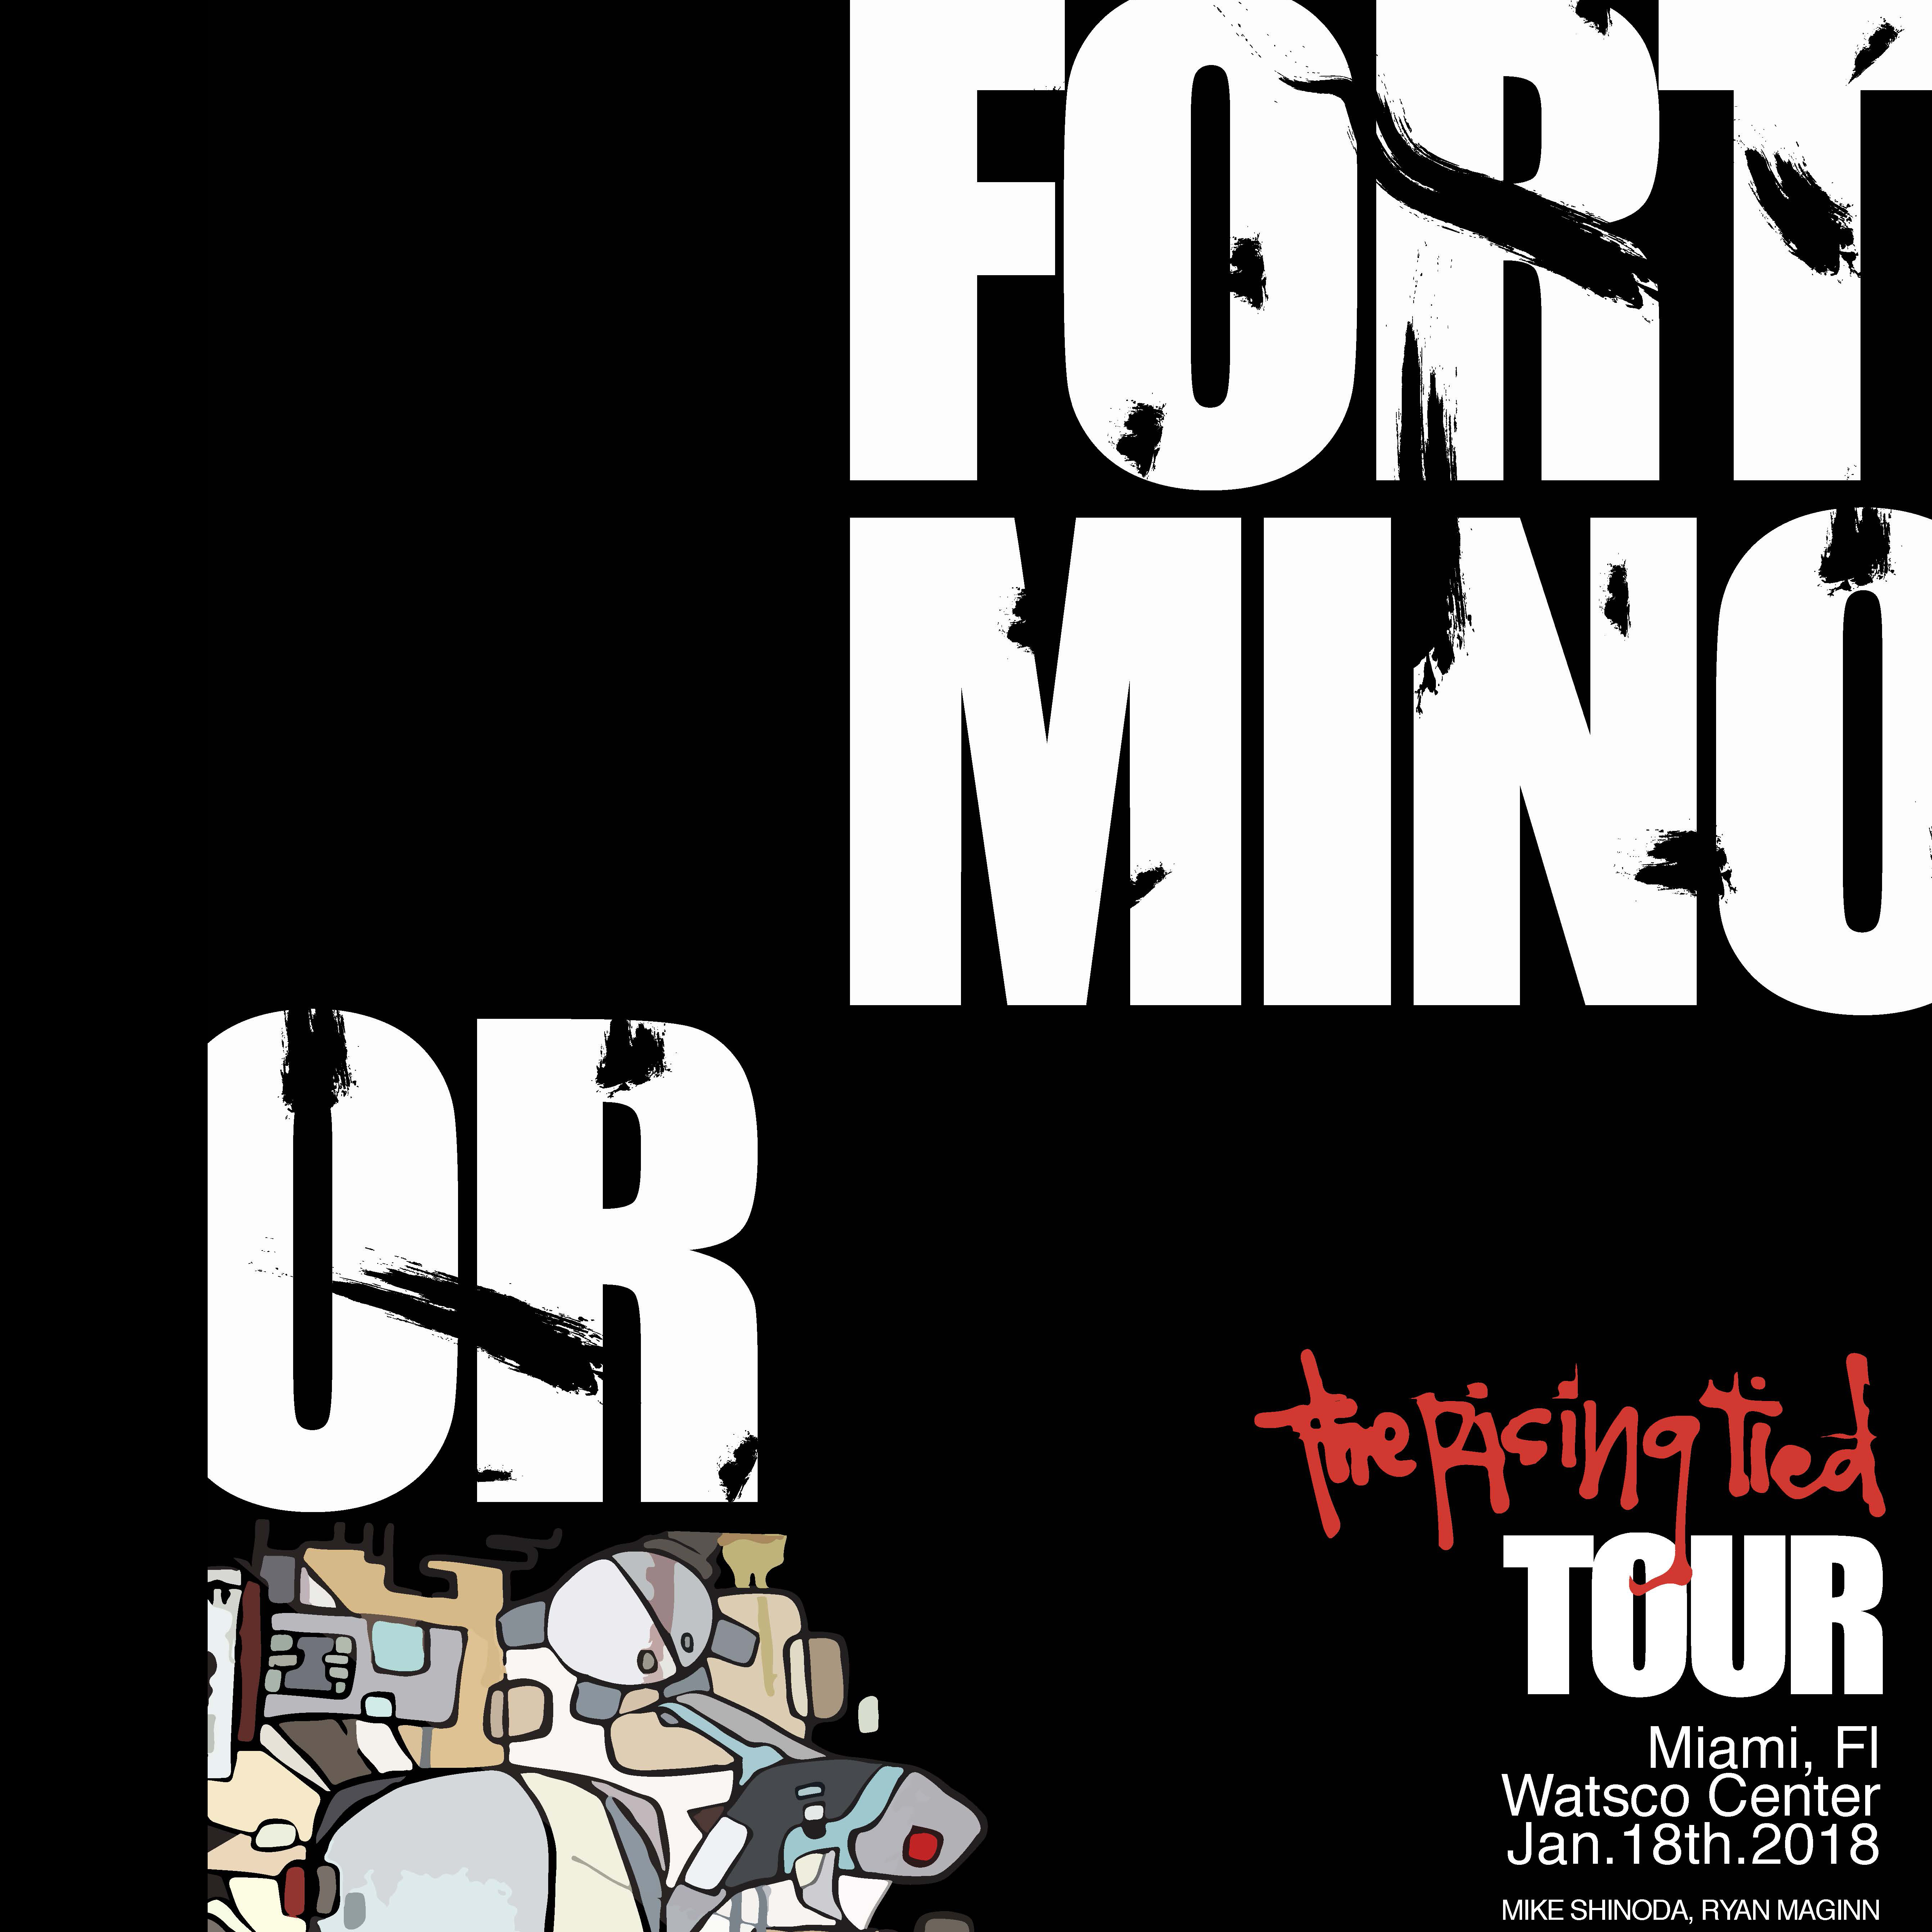 FORT
MINO
OR
the rising tied
TOUR
Miami, Fl
Watsco Center
Jan.18th.2018
MIKE SHINODA, RYAN MAGINN